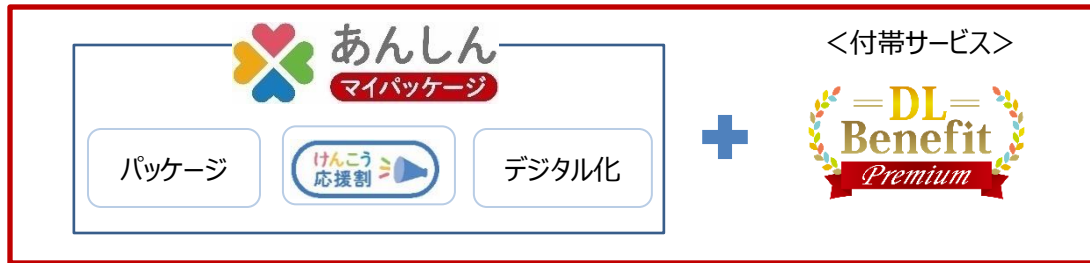 あんしん
マイパッケージ
パッケージ
けんこう
応援割
デジタル化
＜付帯サービス＞
DL
Benefit
Premium